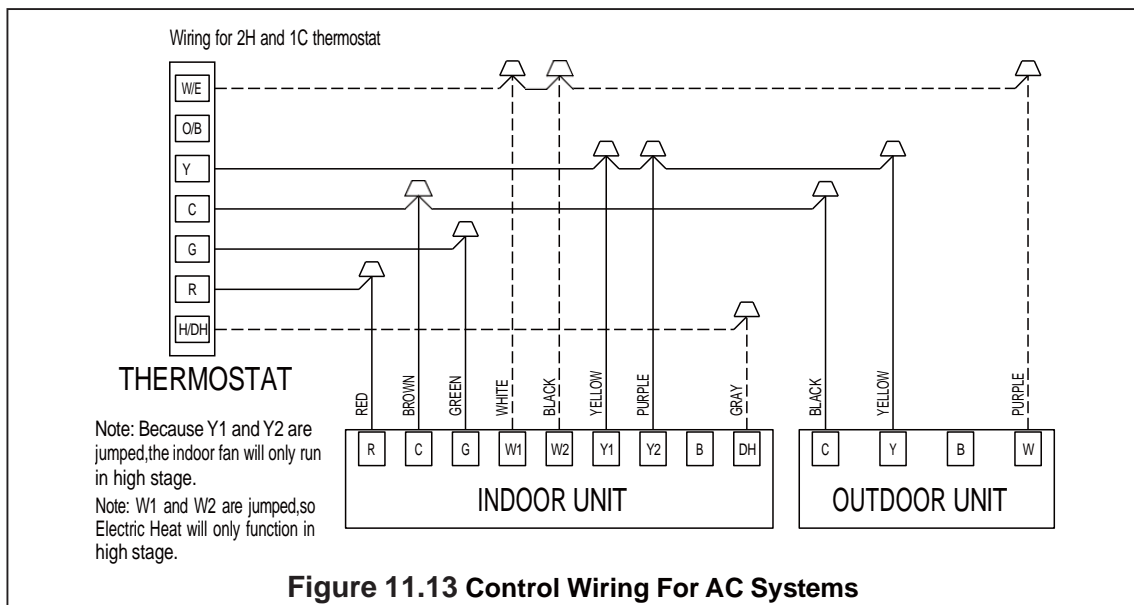 Wiring for 2H and 1C thermostat
W/E
O/B
Y
C
G
R
H/DH
THERMOSTAT
Note: Because Y1 and Y2 are
jumped,the indoor fan will only run
in high stage.
Note: W1 and W2 are jumped,so
Electric Heat will only function in
high stage.
RED
BROWN
GREEN
WHITE
BLACK
YELLOW
PURPLE
GRAY
BLACK
YELLOW
PURPLE
R C G W1 W2 Y1 Y2 B DH
INDOOR UNIT
C Y B W
OUTDOOR UNIT
Figure 11.13 Control Wiring For AC Systems